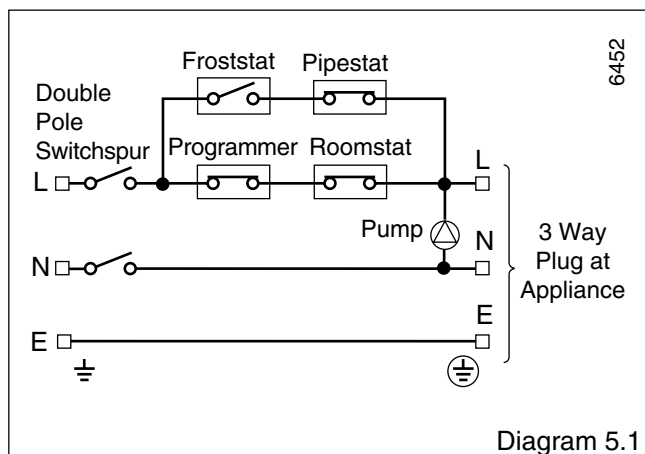 6452
Froststat Pipestat
Double
Pole
Switchspur
Programmer Roomstat
L
L
Pump
N
N
3 Way
Plug at
Appliance
E
E
Diagram 5.1